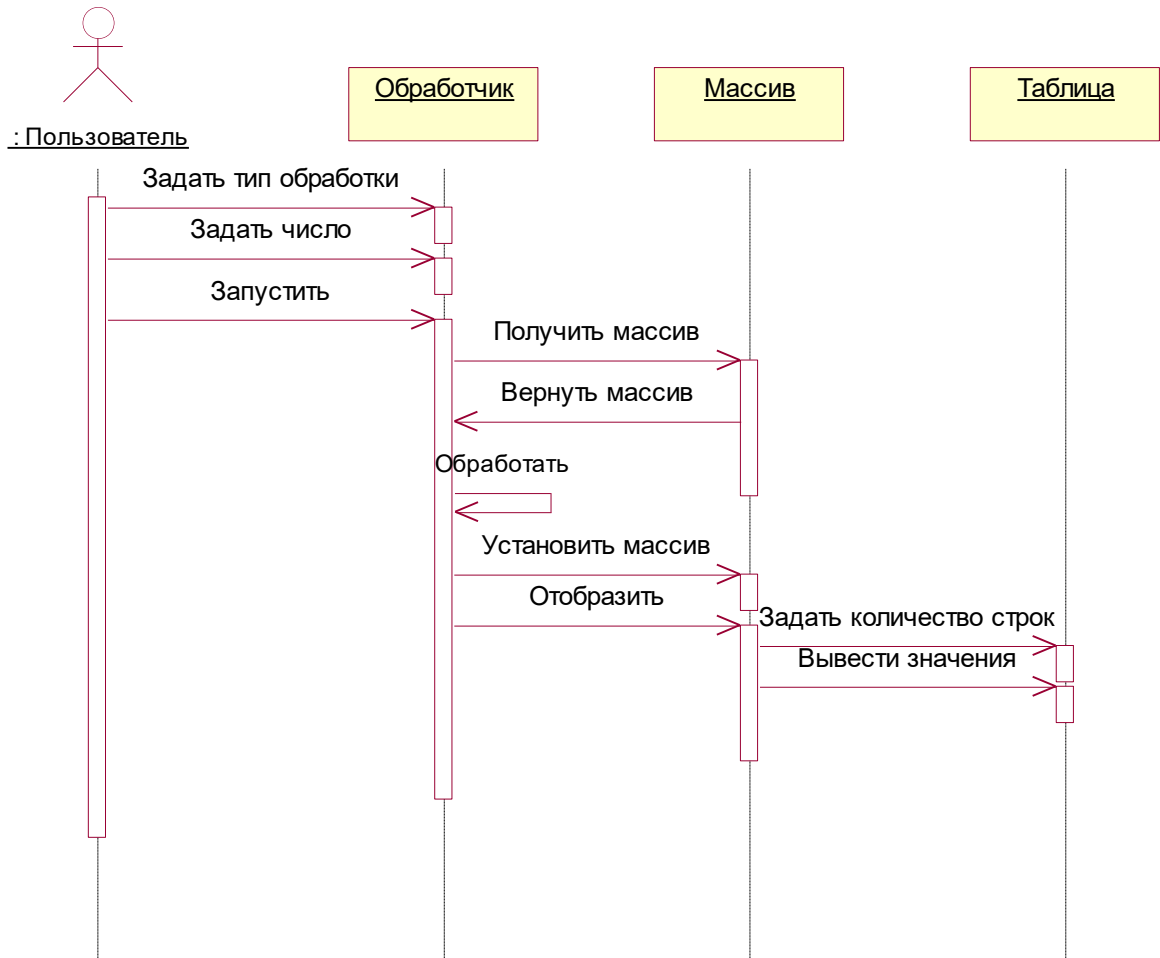 : Пользователь
Обработчик
Массив
Таблица
Задать тип обработки
Задать число
Запустить
Получить массив
Вернуть массив
Обработать
Установить массив
Отобразить
Задать количество строк
Вывести значения